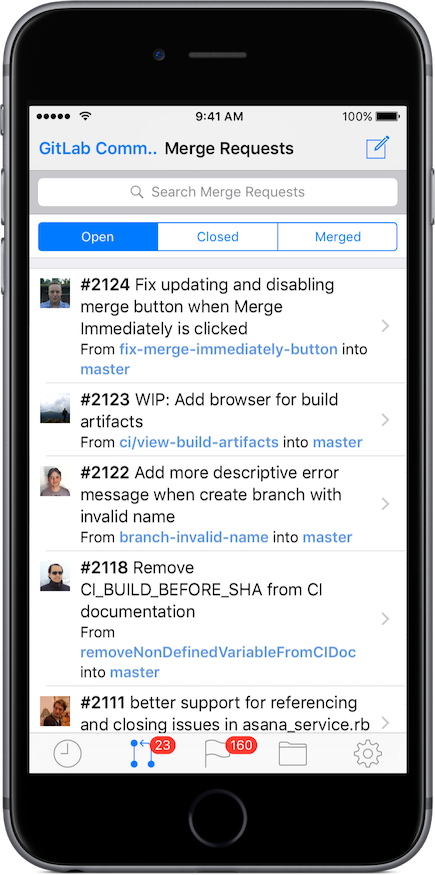 9:41 AM 100%
GitLab Comm.. Merge Requests
Search Merge Requests
Open Closed Merged
#2124 Fix updating and disabling
merge button when Merge
Immediately is clicked
From fix-merge-immediately-button into
master
#2123 WIP: Add browser for build
artifacts
From ci/view-build-artifacts into master
#2122 Add more descriptive error
message when create branch with
invalid name
From branch-invalid-name into master
#2118 Remove
CI_BUILD_BEFORE_SHA from CI
documentation
From
removeNonDefinedVariableFromCIDoc
into master
#2111 better support for referencing
and closing issues in asana_service.rb
23 160